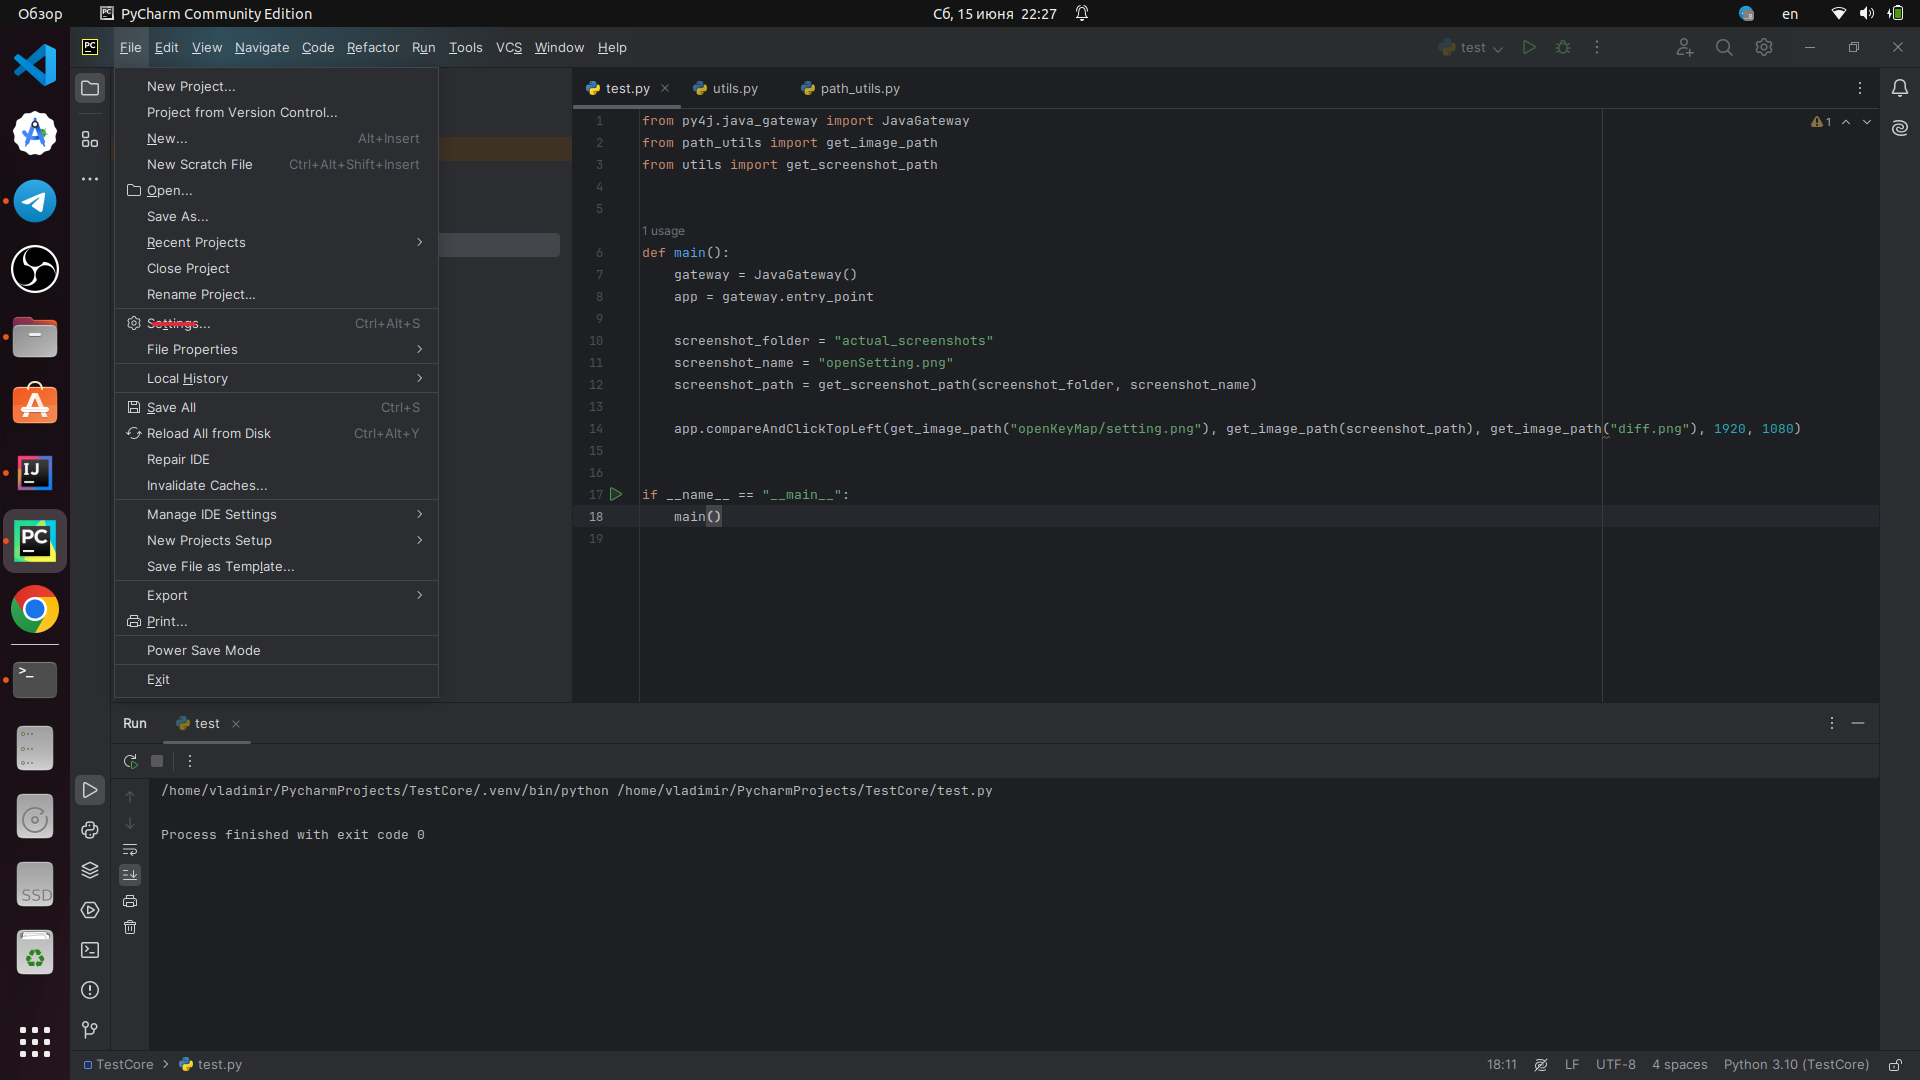 Обзор PyCharm Community Edition Сб, 15 июня 22:27 en
File Edit View Navigate Code Refactor Run Tools VCS Window Help test
New Project...
Project from Version Control...
New... Alt+Insert
New Scratch File Ctrl+Alt+Shift+Insert
Open...
Save As...
Recent Projects
Close Project
Rename Project...
Settings... Ctrl+Alt+S
File Properties
Local History
Save All Ctrl+S
Reload All from Disk Ctrl+Alt+Y
Repair IDE
Invalidate Caches...
Manage IDE Settings
New Projects Setup
Save File as Template...
Export
Print...
Power Save Mode
Exit
test.py utils.py path_utils.py
1 from py4j.java_gateway import JavaGateway
2 from path_utils import get_image_path
3 from utils import get_screenshot_path
4
5
1 usage
6 def main():
7 gateway = JavaGateway()
8 app = gateway.entry_point
9
10 screenshot_folder = "actual_screenshots"
11 screenshot_name = "openSetting.png"
12 screenshot_path = get_screenshot_path(screenshot_folder, screenshot_name)
13
14 app.compareAndClickTopLeft(get_image_path("openKeyMap/setting.png"), get_image_path(screenshot_path), get_image_path("diff.png"), 1920, 1080)
15
16
17 if __name__ == "__main__":
18 main()
19
1
Run test
/home/vladimir/PycharmProjects/TestCore/.venv/bin/python /home/vladimir/PycharmProjects/TestCore/test.py
Process finished with exit code 0
PC
IJ
PC
>_
SSD
TestCore > test.py 18:11 LF UTF-8 4 spaces Python 3.10 (TestCore)